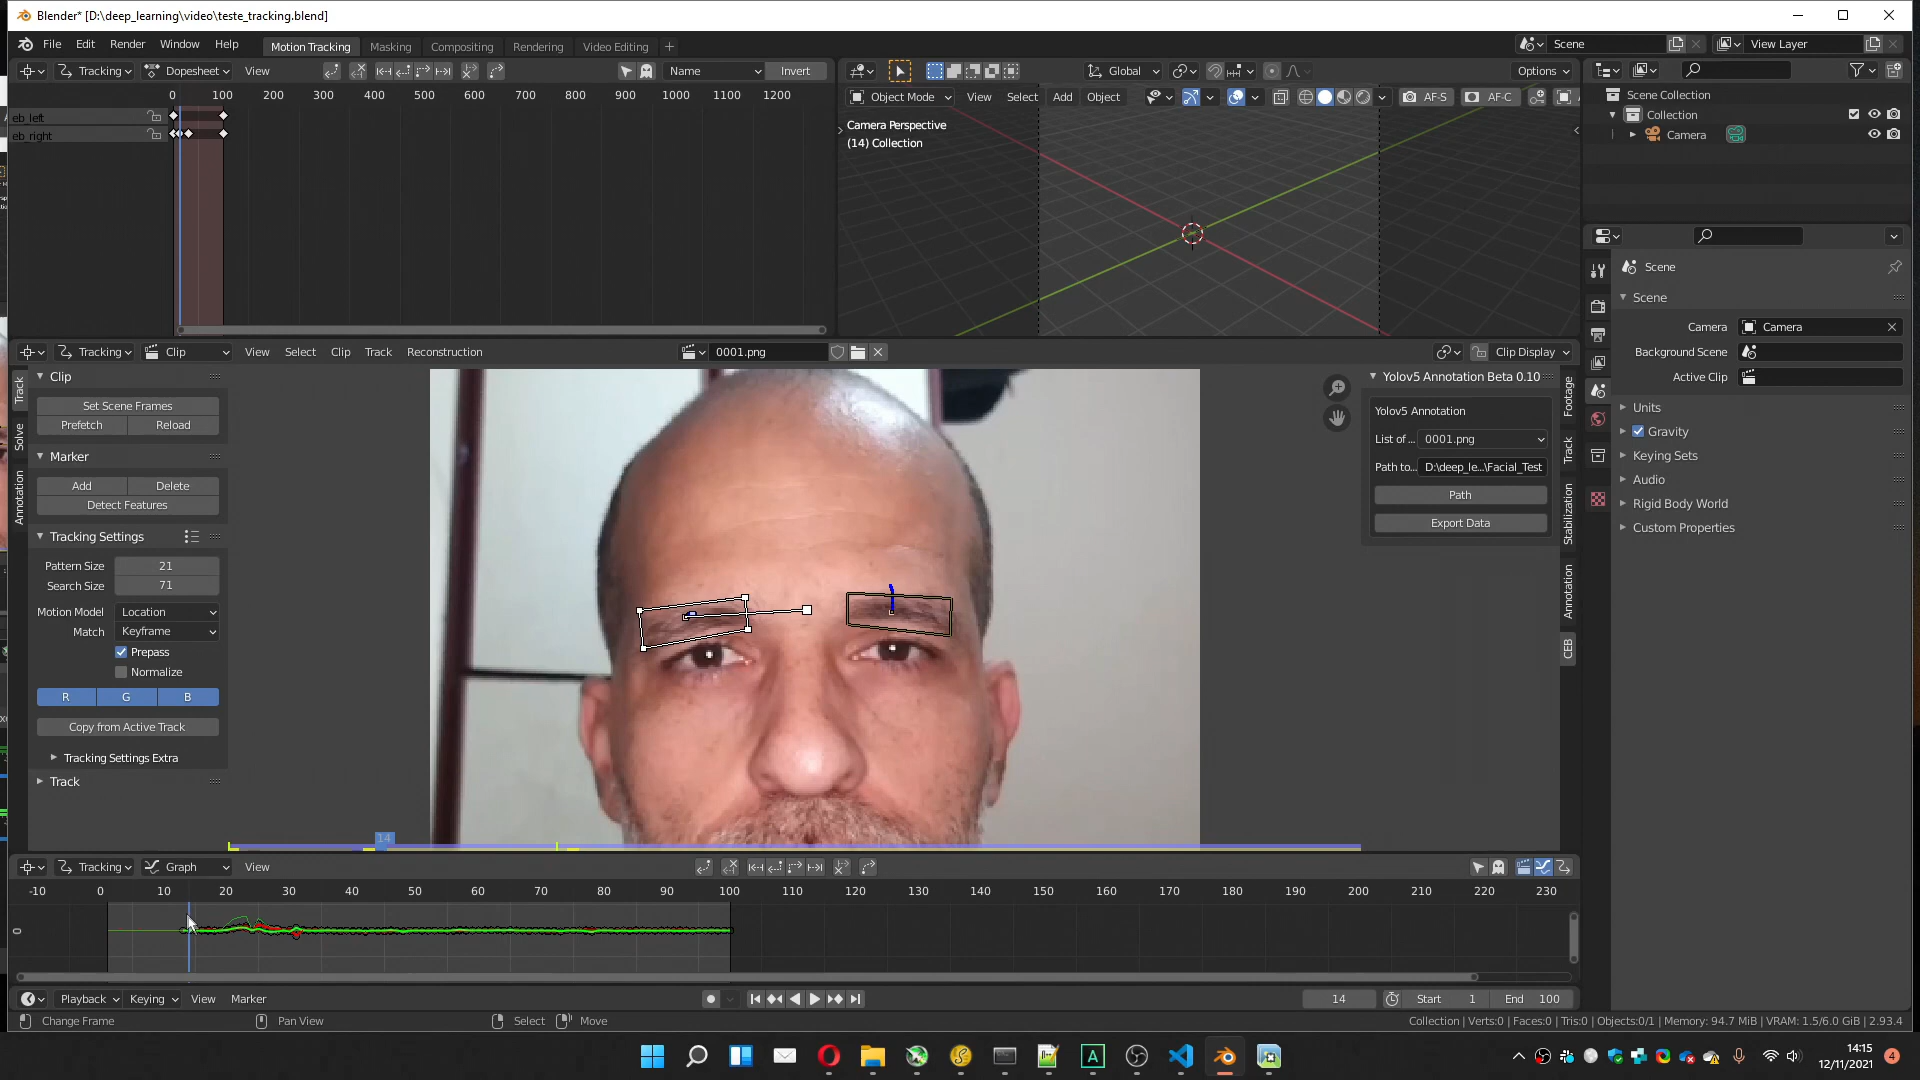 Blender* [D:\deep_learning\video\teste_tracking.blend]
File Edit Render Window Help Motion Tracking Masking Compositing Rendering Video Editing + Scene View Layer
Tracking Dopesheet View Name Invert Global Options
0 100 200 300 400 500 600 700 800 900 1000 1100 1200
Object Mode View Select Add Object AF-S AF-C
eb_left
eb_right
Camera Perspective
(14) Collection
Scene Collection
Collection
Camera
Scene
Scene
Camera Camera
Background Scene
Active Clip
Units
Gravity
Keying Sets
Audio
Rigid Body World
Custom Properties
Tracking Clip View Select Clip Track Reconstruction 0001.png Clip Display
Track
Solve
Annotation
Clip
Set Scene Frames
Prefetch Reload
Marker
Add Delete
Detect Features
Tracking Settings
Pattern Size 21
Search Size 71
Motion Model Location
Match Keyframe
Prepass
Normalize
R G B
Copy from Active Track
Tracking Settings Extra
Track
Yolov5 Annotation Beta 0.10
Yolov5 Annotation
List of... 0001.png
Path to... D:\deep_le...\Facial_Test
Path
Export Data
Footage
Track
Stabilization
Annotation
CEB
14
Tracking Graph View
-10 0 10 20 30 40 50 60 70 80 90 100 110 120 130 140 150 160 170 180 190 200 210 220 230
0
Playback Keying View Marker 14 Start 1 End 100
Change Frame Pan View Select Move Collection | Verts:0 | Faces:0 | Tris:0 | Objects:0/1 | Memory: 94.7 MiB | VRAM: 1.5/6.0 GiB | 2.93.4
14:15
12/11/2021
4